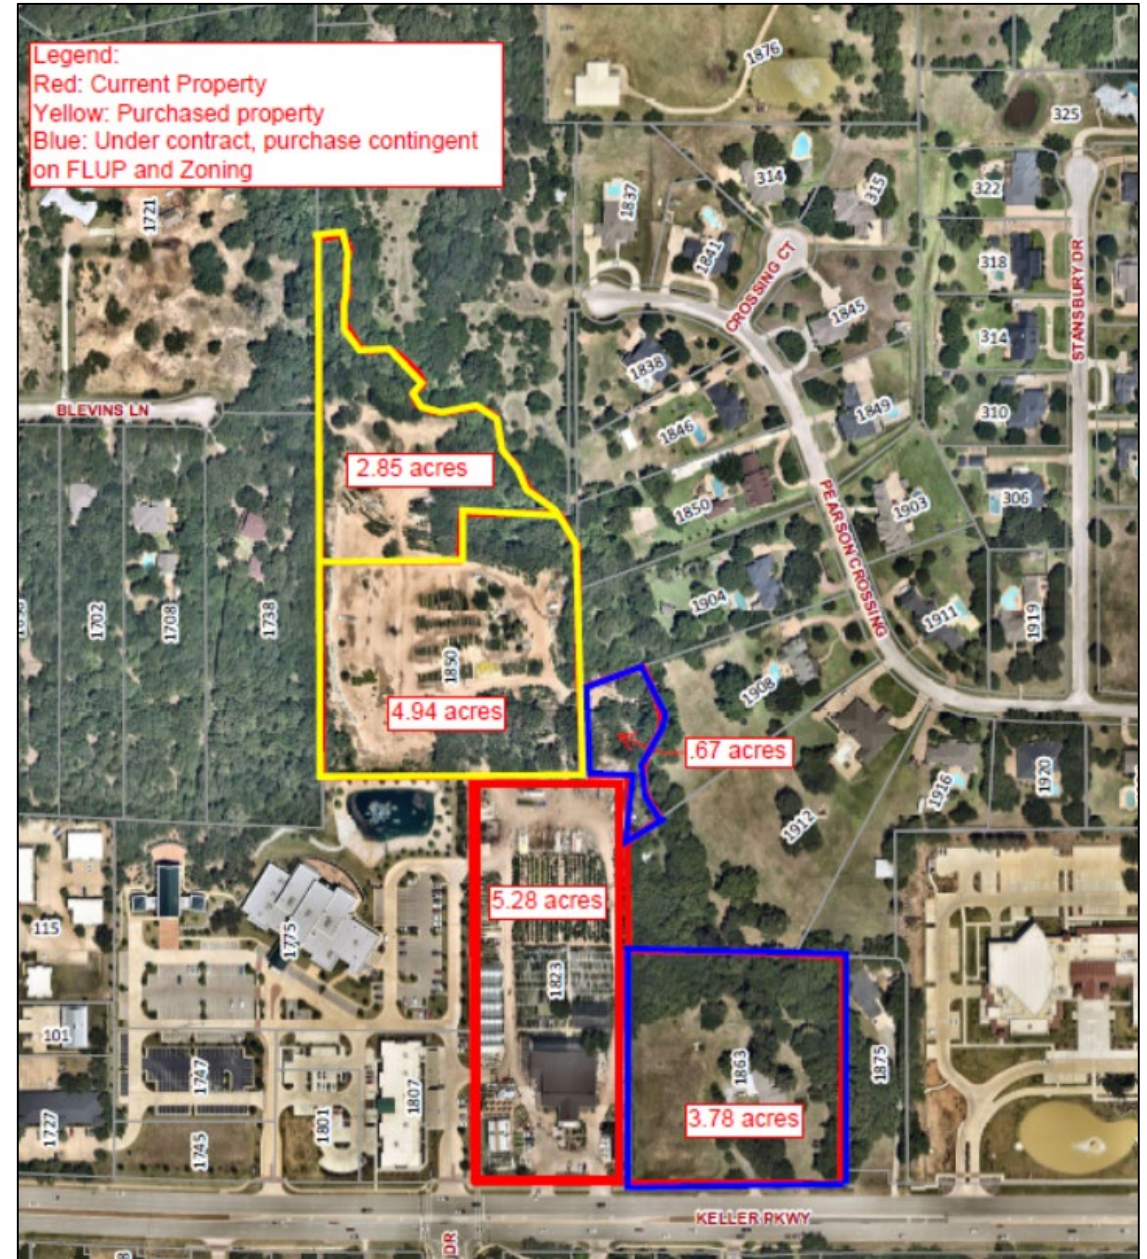 Legend:
Red: Current Property
Yellow: Purchased property
Blue: Under contract, purchase contingent
on FLUP and Zoning
1876
325
314
315
322
1837
1721
1841
318
CROSSING CT
STANSBURY DR
1845
314
1838
BLEVINS LN
1849
310
1846
2.85 acres
306
1850
1903
PEARSON CROSSING
1904
1702
1708
1738
1911
1919
1850
1908
4.94 acres
.67 acres
1916
1920
1912
5.28 acres
115
1775
1823
101
1863
1875
1747
1807
3.78 acres
1727
1745
1801
KELLER PKWY
DR